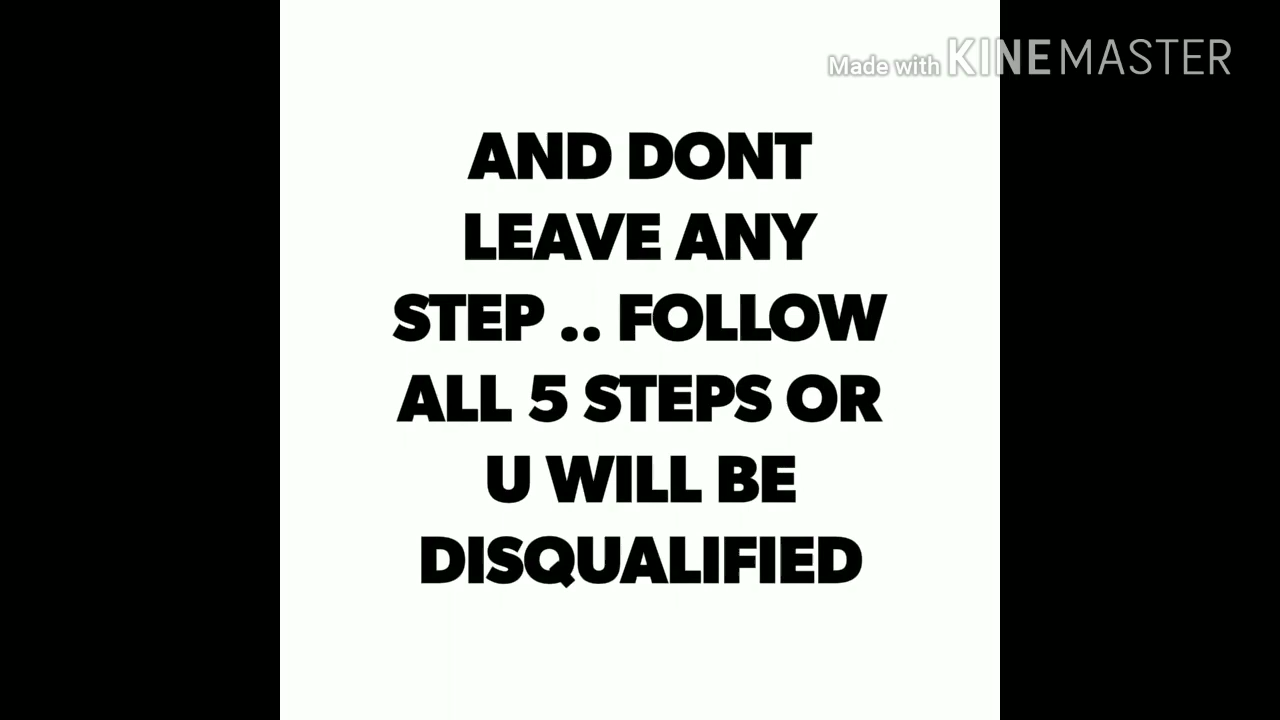 Made with KINEMASTER
AND DONT
LEAVE ANY
STEP .. FOLLOW
ALL 5 STEPS OR
U WILL BE
DISQUALIFIED